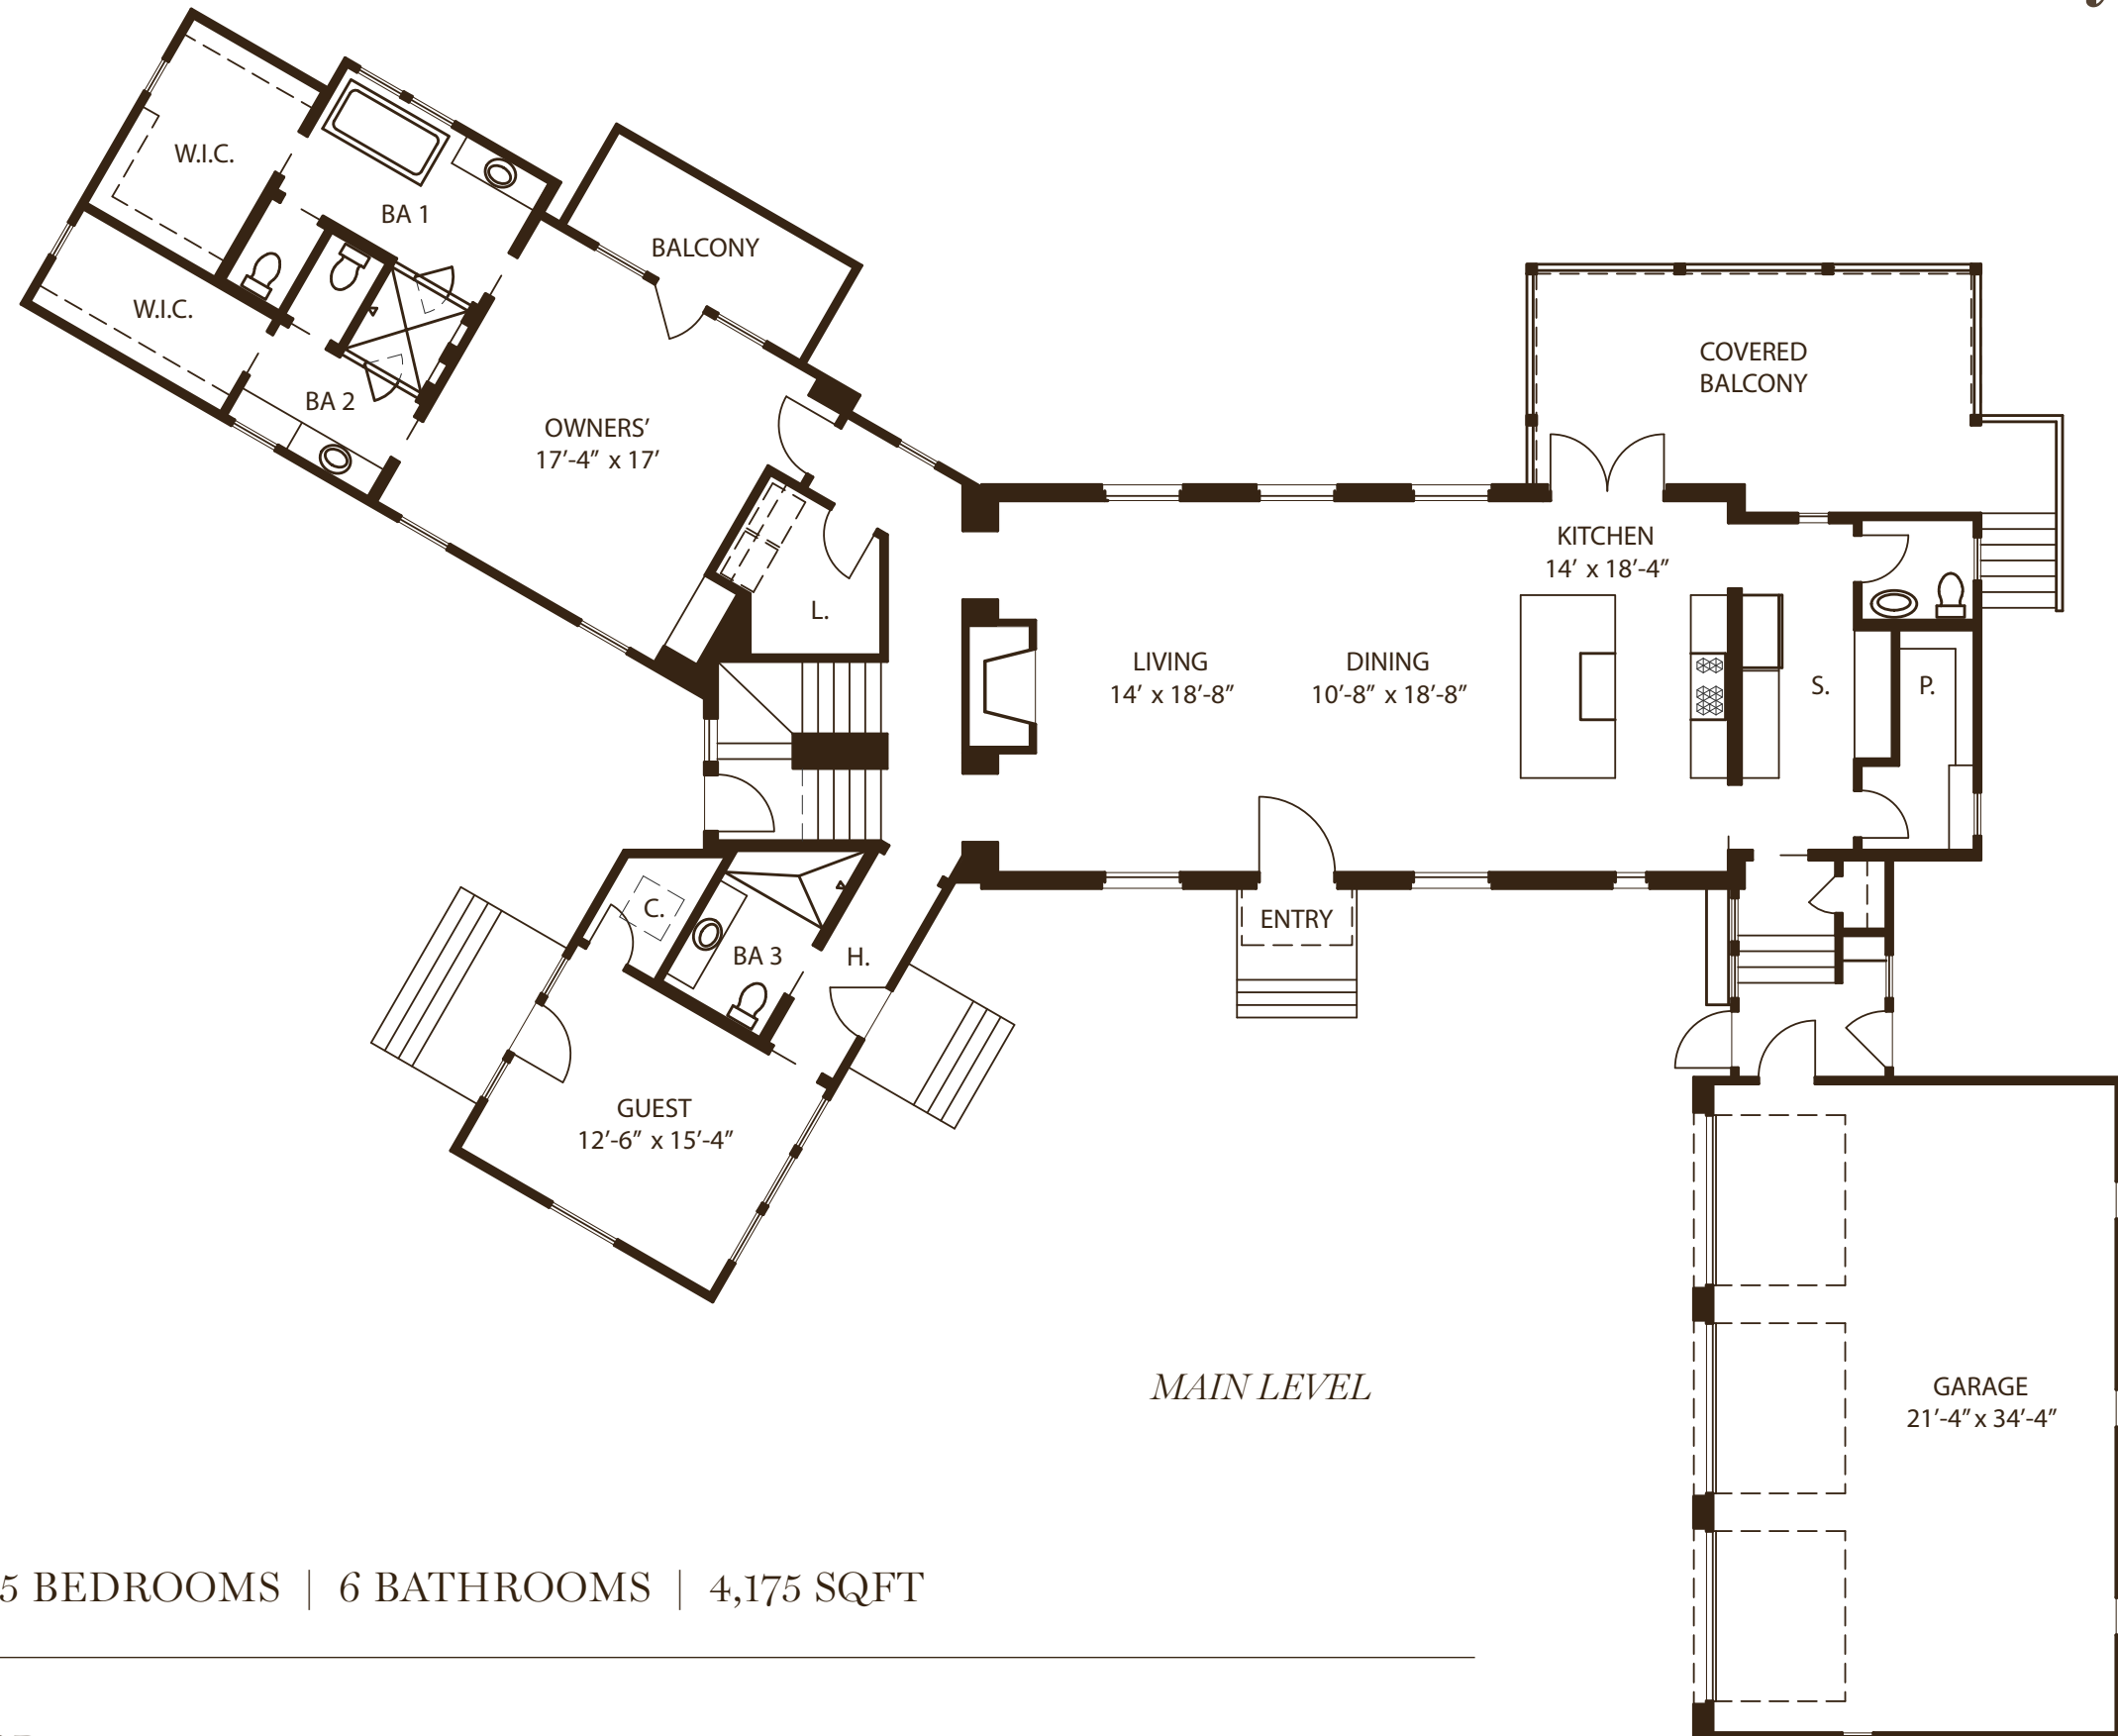 W.I.C.
BA 1
BALCONY
W.I.C.
BA 2
OWNERS’
17’-4” x 17’
COVERED
BALCONY
KITCHEN
14’ x 18’-4”
L.
LIVING
14’ x 18’-8”
DINING
10’-8” x 18’-8”
S.
P.
C.
BA 3
H.
ENTRY
GUEST
12’-6” x 15’-4”
MAIN LEVEL
GARAGE
21’-4” x 34’-4”
5 BEDROOMS | 6 BATHROOMS | 4,175 SQFT